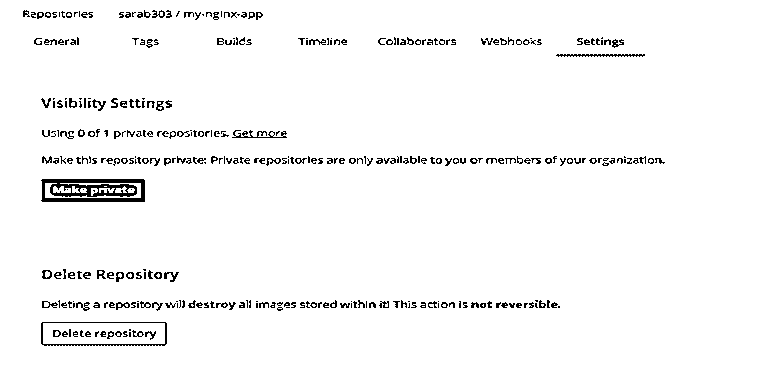 Repositories sarab303 / my-nginx-app
General Tags Builds Timeline Collaborators Webhooks Settings
Visibility Settings
Using 0 of 1 private repositories. Get more
Make this repository private: Private repositories are only available to you or members of your organization.
Make private
Delete Repository
Deleting a repository will destroy all images stored within it! This action is not reversible.
Delete repository